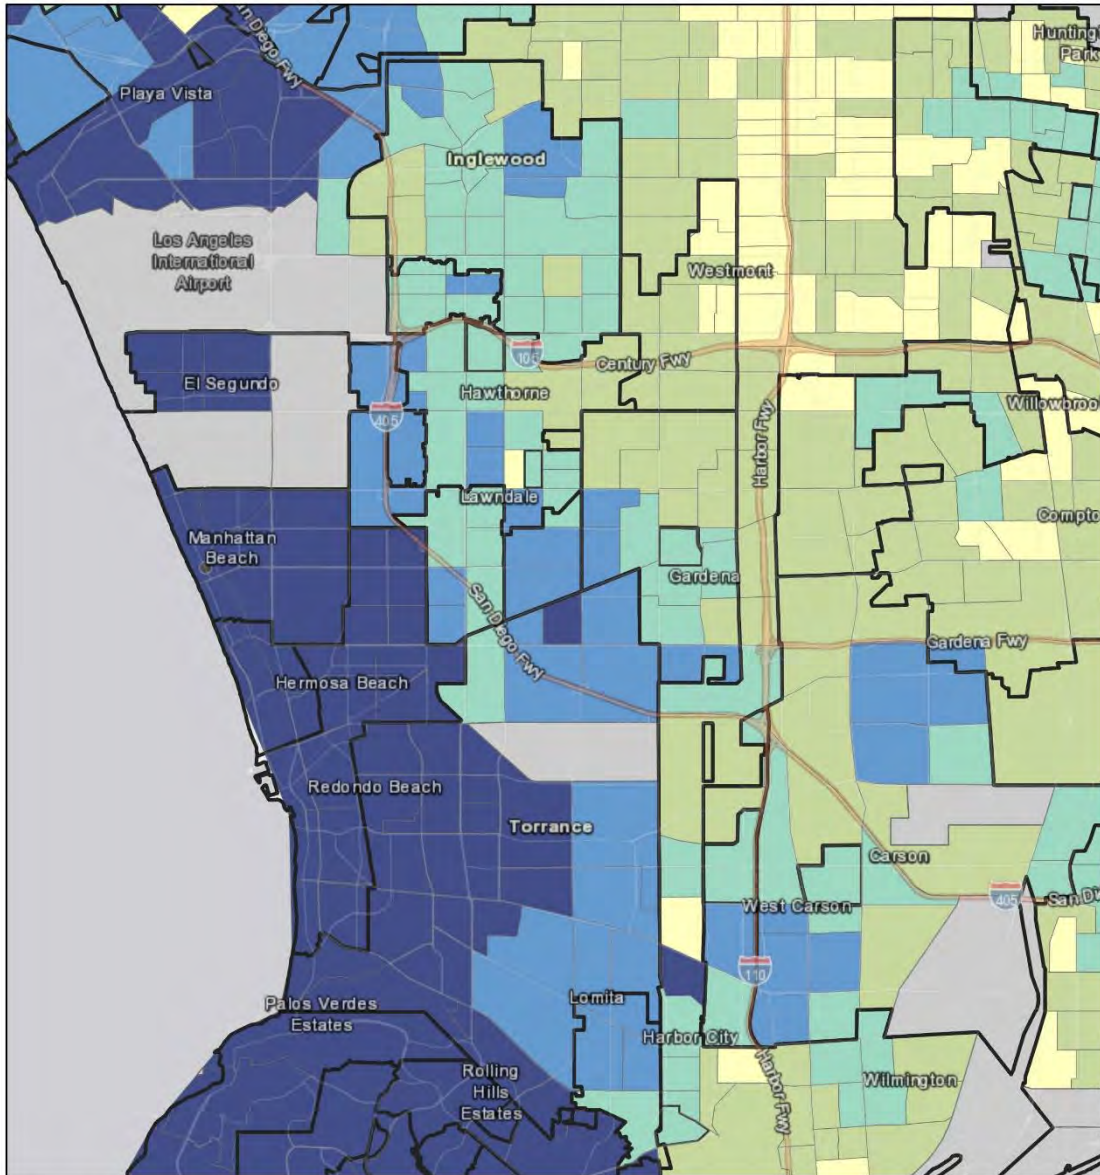 San Diego Fwy
Huntington
Park
Playa Vista
Inglewood
Los Angeles
International
Airport
Westmont
105
Century Fwy
El Segundo
Hawthorne
405
Willowbrook
Harbor Fwy
Lawndale
Compto
Manhattan
Beach
Gardena
San Diego Fwy
Gardena Fwy
Hermosa Beach
Redondo Beach
Torrance
Carson
405
San Di
West Carson
110
Lomita
Palos Verdes
Estates
Harbor City
Rolling
Hills
Estates
Harbor Fwy
Wilmington